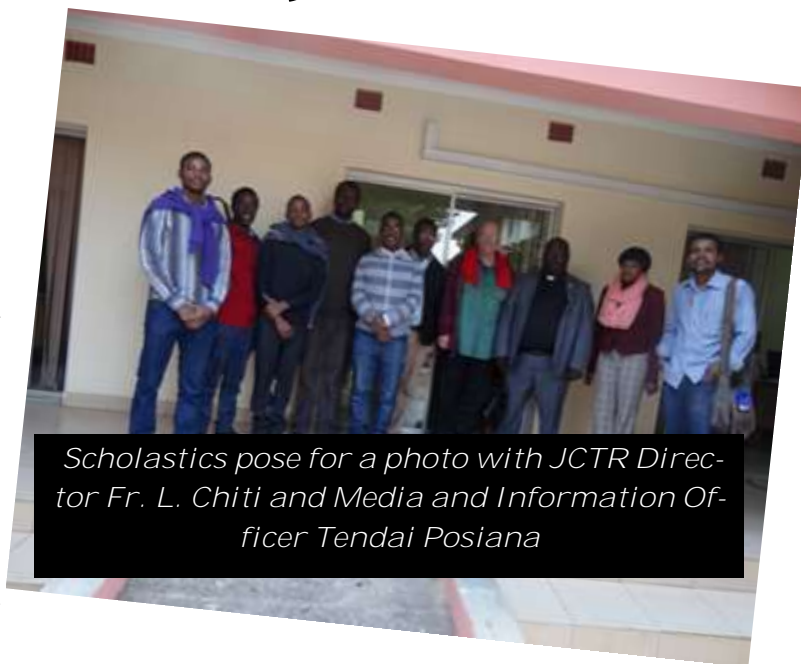 Scholastics pose for a photo with JCTR Direc-
tor Fr. L. Chiti and Media and Information Of-
ficer Tendai Posiana